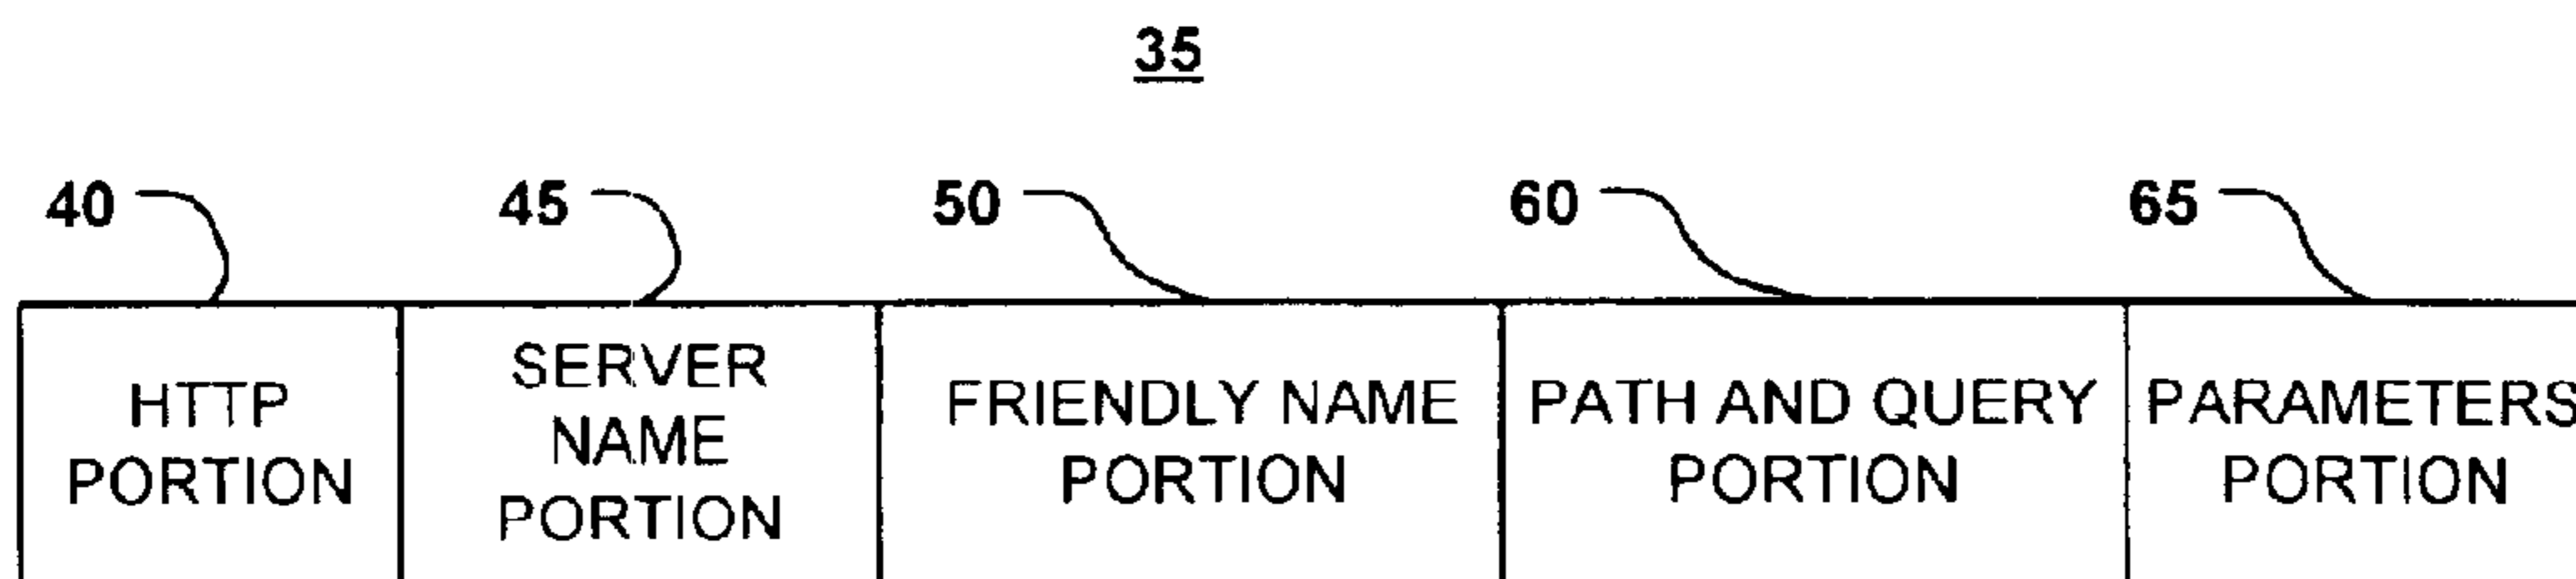 35
40 45 50 60 65
HTTP
PORTION
SERVER
NAME
PORTION
FRIENDLY NAME
PORTION
PATH AND QUERY
PORTION
PARAMETERS
PORTION